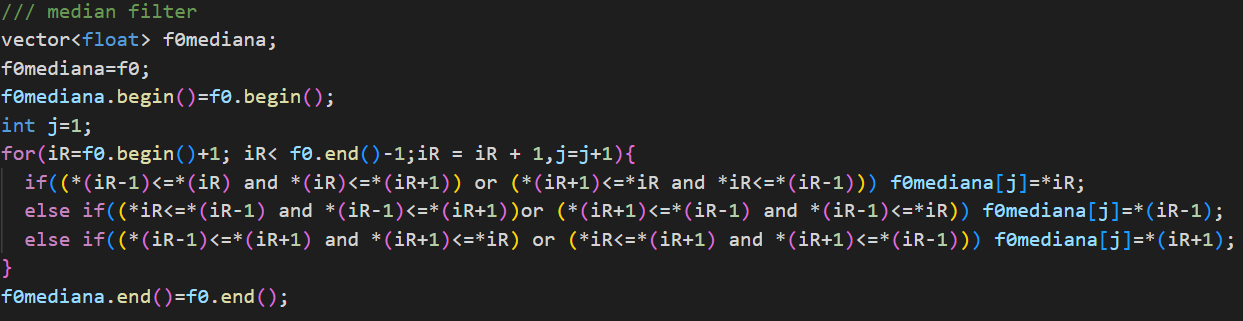 /// median filter
vector<float> f0mediana;
f0mediana=f0;
f0mediana.begin()=f0.begin();
int j=1;
for(iR=f0.begin()+1; iR< f0.end()-1;iR = iR + 1,j=j+1){
  if((*(iR-1)<=*(iR) and *(iR)<=*(iR+1)) or (*(iR+1)<=*iR and *iR<=*(iR-1))) f0mediana[j]=*iR;
  else if((*iR<=*(iR-1) and *(iR-1)<=*(iR+1))or (*(iR+1)<=*(iR-1) and *(iR-1)<=*iR)) f0mediana[j]=*(iR-1);
  else if((*(iR-1)<=*(iR+1) and *(iR+1)<=*iR) or (*iR<=*(iR+1) and *(iR+1)<=*(iR-1))) f0mediana[j]=*(iR+1);
}
f0mediana.end()=f0.end();